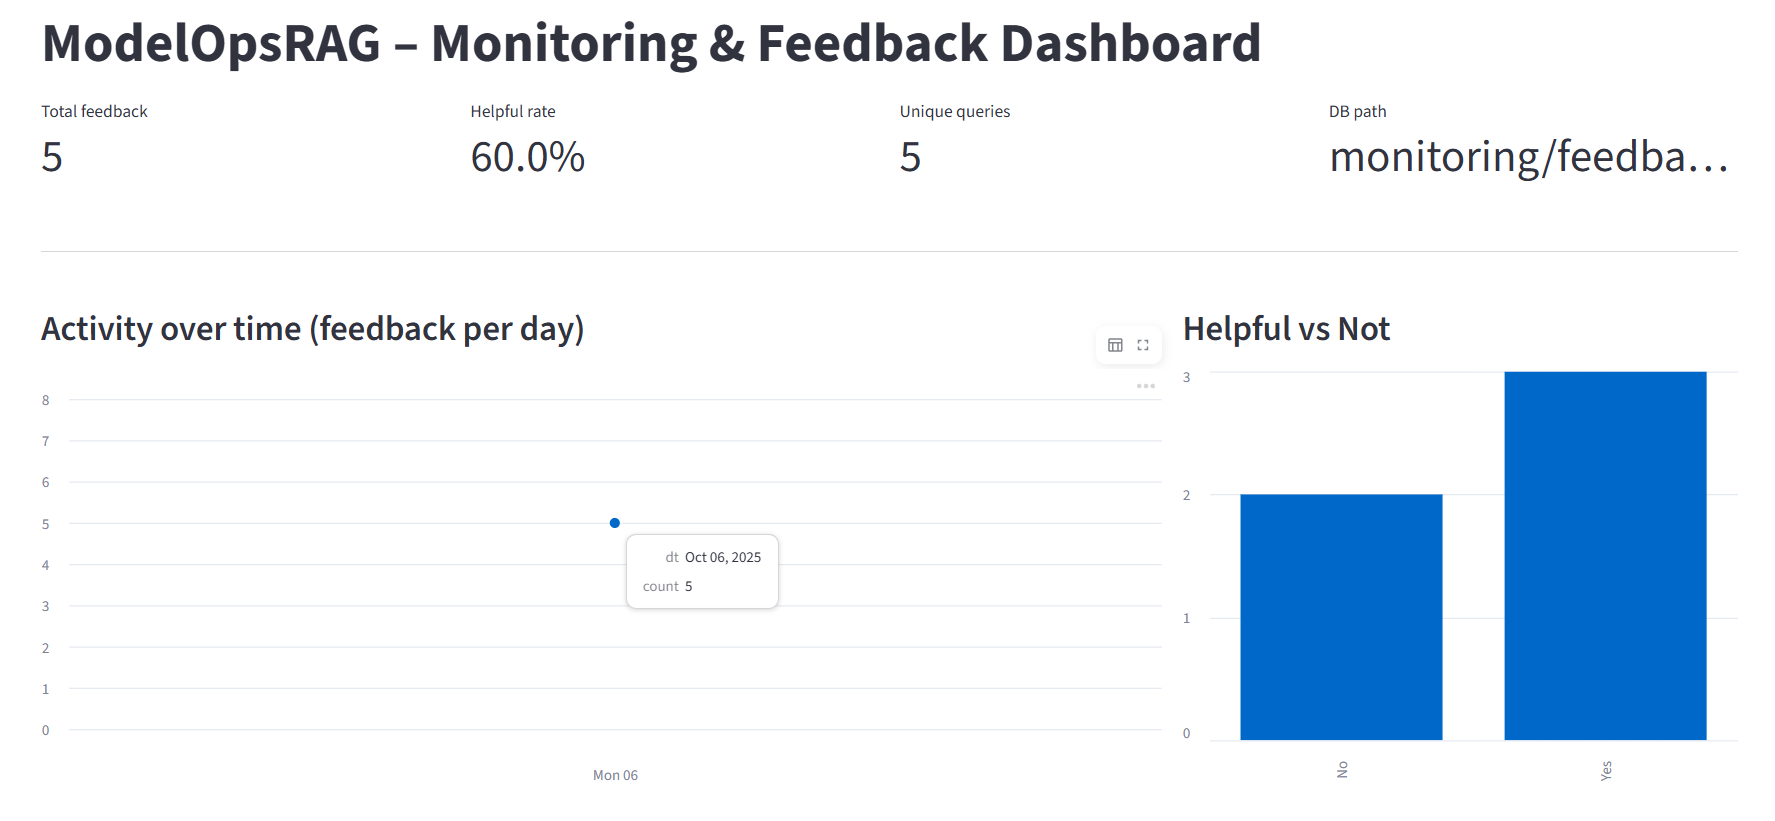 ModelOpsRAG – Monitoring & Feedback Dashboard
Total feedback
5
Helpful rate
60.0%
Unique queries
5
DB path
monitoring/feedba…
Activity over time (feedback per day)
8
7
6
5
4
3
2
1
0
dt Oct 06, 2025
count 5
Mon 06
Helpful vs Not
3
2
1
0
No
Yes